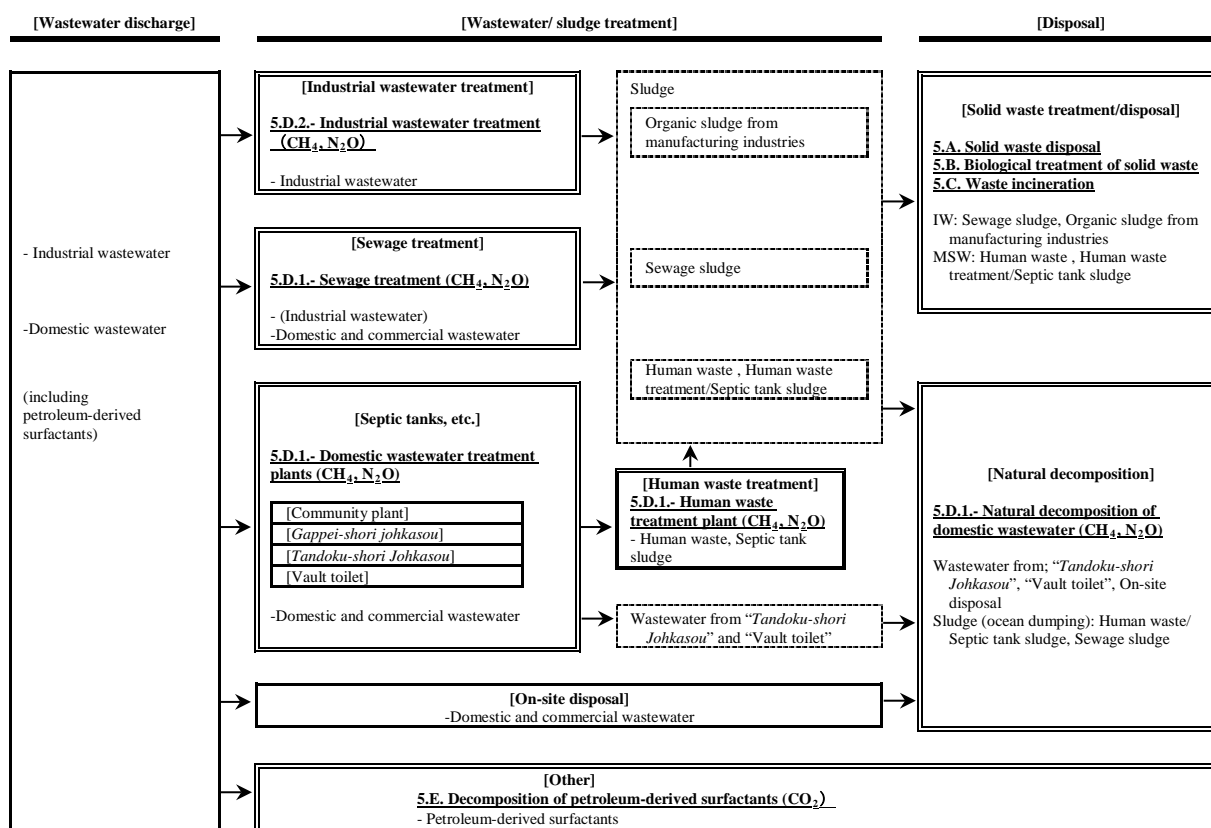 [Wastewater discharge]
[Wastewater/ sludge treatment]
[Disposal]
- Industrial wastewater
-Domestic wastewater
(including
petroleum-derived
surfactants)
[Industrial wastewater treatment]
5.D.2.- Industrial wastewater treatment
（CH4, N2O）
- Industrial wastewater
[Sewage treatment]
5.D.1.- Sewage treatment (CH4, N2O)
- (Industrial wastewater)
-Domestic and commercial wastewater
[Septic tanks, etc.]
5.D.1.- Domestic wastewater treatment
plants (CH4, N2O)
[Community plant]
[Gappei-shori johkasou]
[Tandoku-shori Johkasou]
[Vault toilet]
-Domestic and commercial wastewater
Sludge
Organic sludge from
manufacturing industries
Sewage sludge
Human waste , Human waste
treatment/Septic tank sludge
[Human waste treatment]
5.D.1.- Human waste
treatment plant (CH4, N2O)
- Human waste, Septic tank
sludge
Wastewater from “Tandoku-shori
Johkasou” and “Vault toilet”
[On-site disposal]
-Domestic and commercial wastewater
[Solid waste treatment/disposal]
5.A. Solid waste disposal
5.B. Biological treatment of solid waste
5.C. Waste incineration
IW: Sewage sludge, Organic sludge from
manufacturing industries
MSW: Human waste , Human waste
treatment/Septic tank sludge
[Natural decomposition]
5.D.1.- Natural decomposition of
domestic wastewater (CH4, N2O)
Wastewater from; “Tandoku-shori
Johkasou”, “Vault toilet”, On-site
disposal
Sludge (ocean dumping): Human waste/
Septic tank sludge, Sewage sludge
[Other]
5.E. Decomposition of petroleum-derived surfactants (CO2）
- Petroleum-derived surfactants